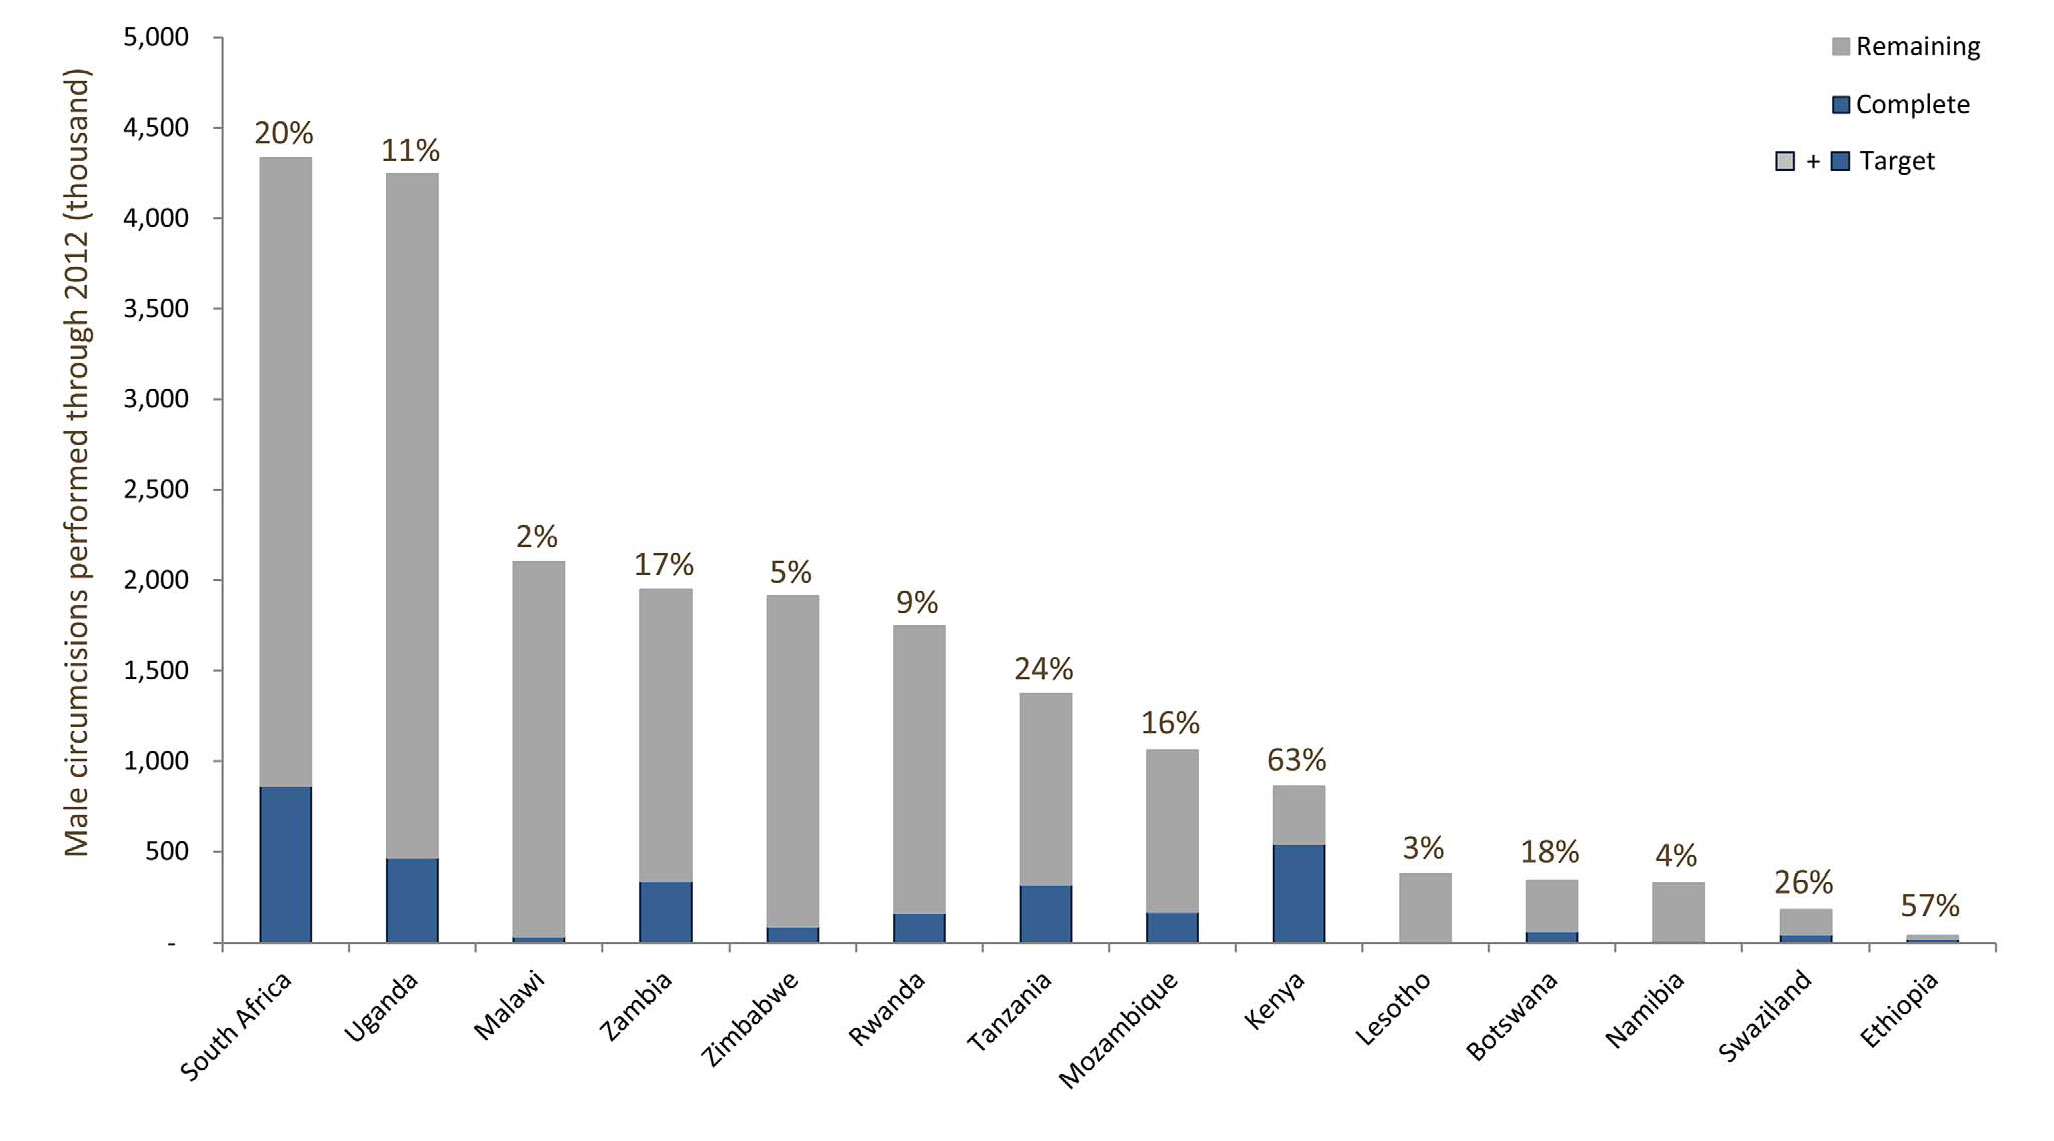 Male circumcisions performed through 2012 (thousand)
5,000
4,500
4,000
3,500
3,000
2,500
2,000
1,500
1,000
500
-
Remaining
Complete
+ Target
20%
11%
2%
17%
5%
9%
24%
16%
63%
3%
18%
4%
26%
57%
South Africa
Uganda
Malawi
Zambia
Zimbabwe
Rwanda
Tanzania
Mozambique
Kenya
Lesotho
Botswana
Namibia
Swaziland
Ethiopia